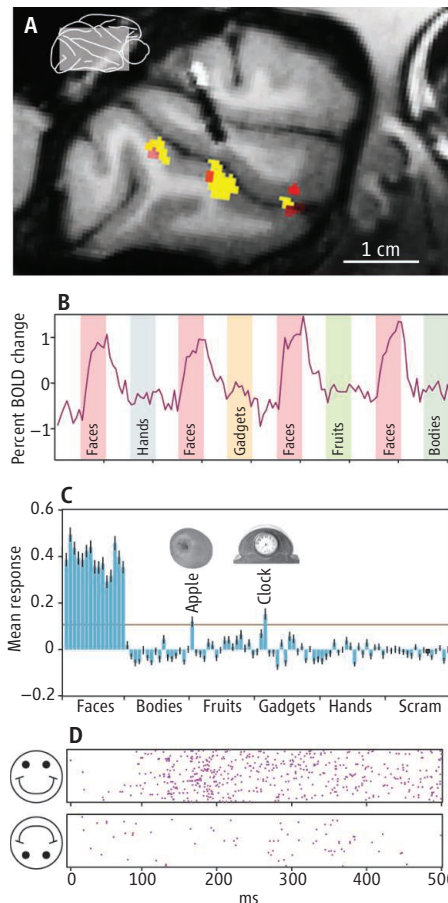 A
1 cm
B
Percent BOLD change
1
0
−1
Faces
Hands
Faces
Gadgets
Faces
Fruits
Faces
Bodies
C
Mean response
0.6
0.4
0.2
0
−0.2
Apple
Clock
Faces Bodies Fruits Gadgets Hands Scram
D
0 100 200 300 400 500
ms